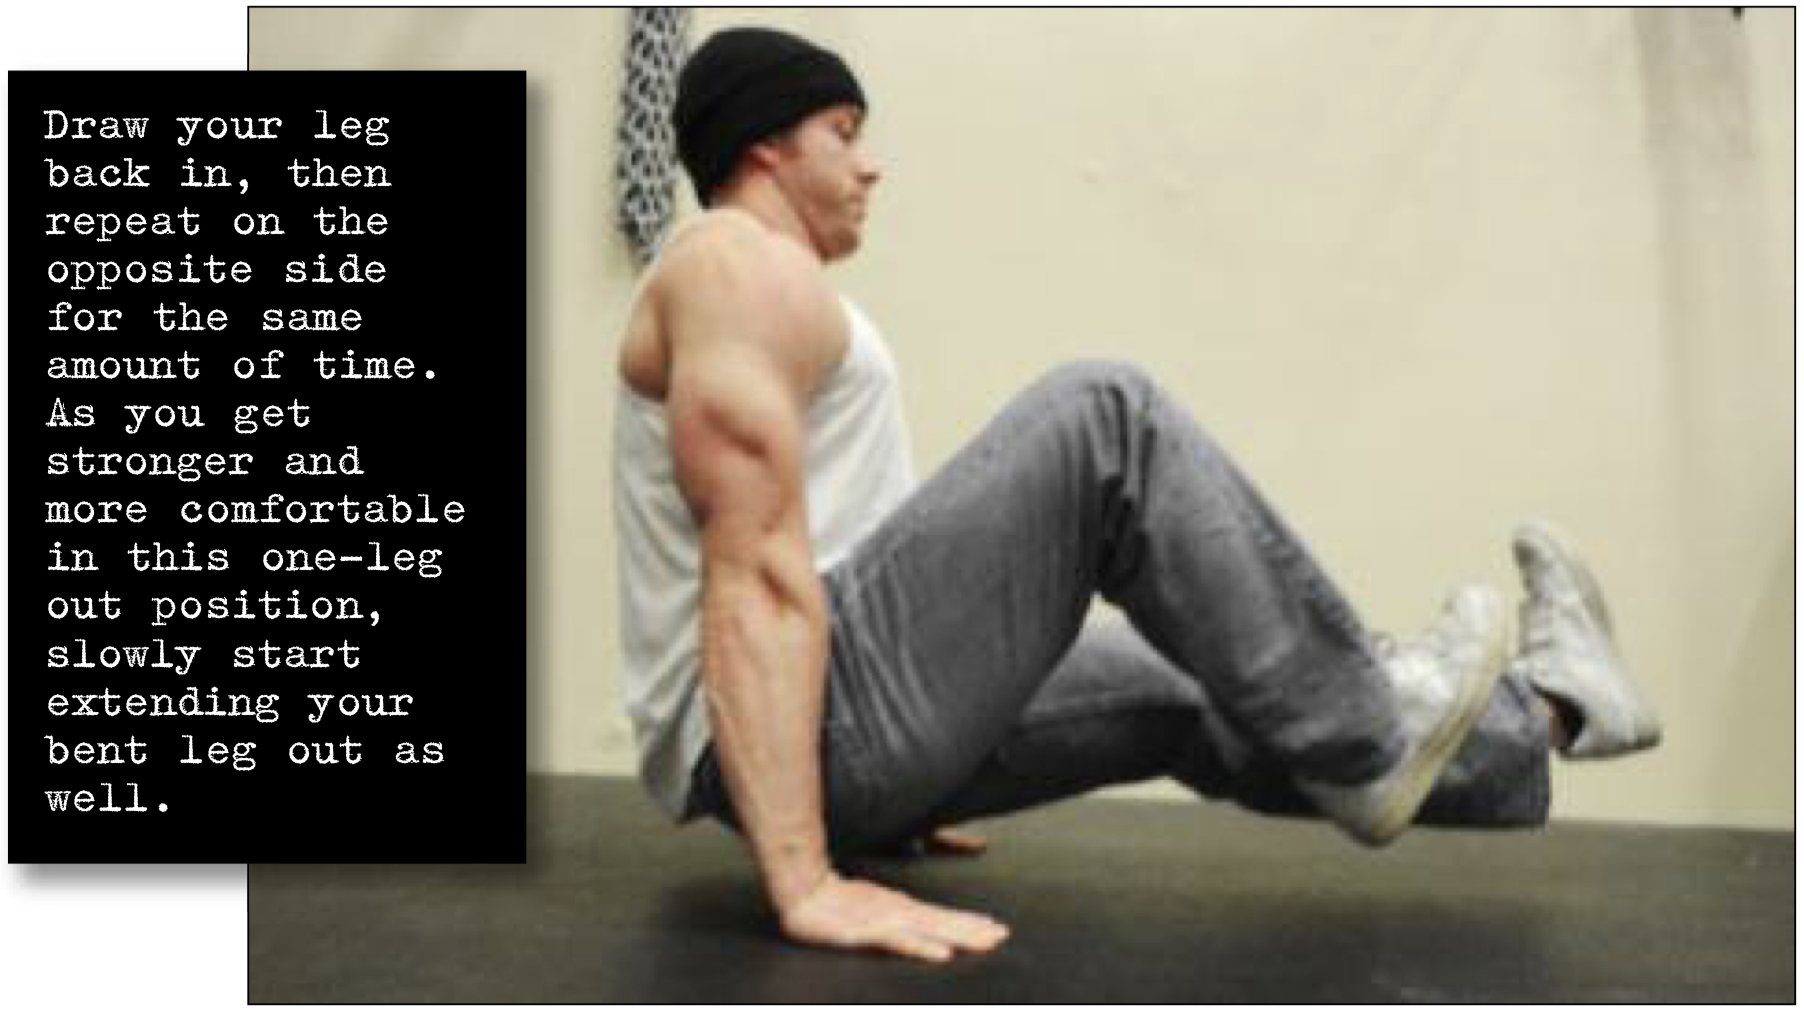 Draw your leg
back in, then
repeat on the
opposite side
for the same
amount of time.
As you get
stronger and
more comfortable
in this one-leg
out position,
slowly start
extending your
bent leg out as
well.